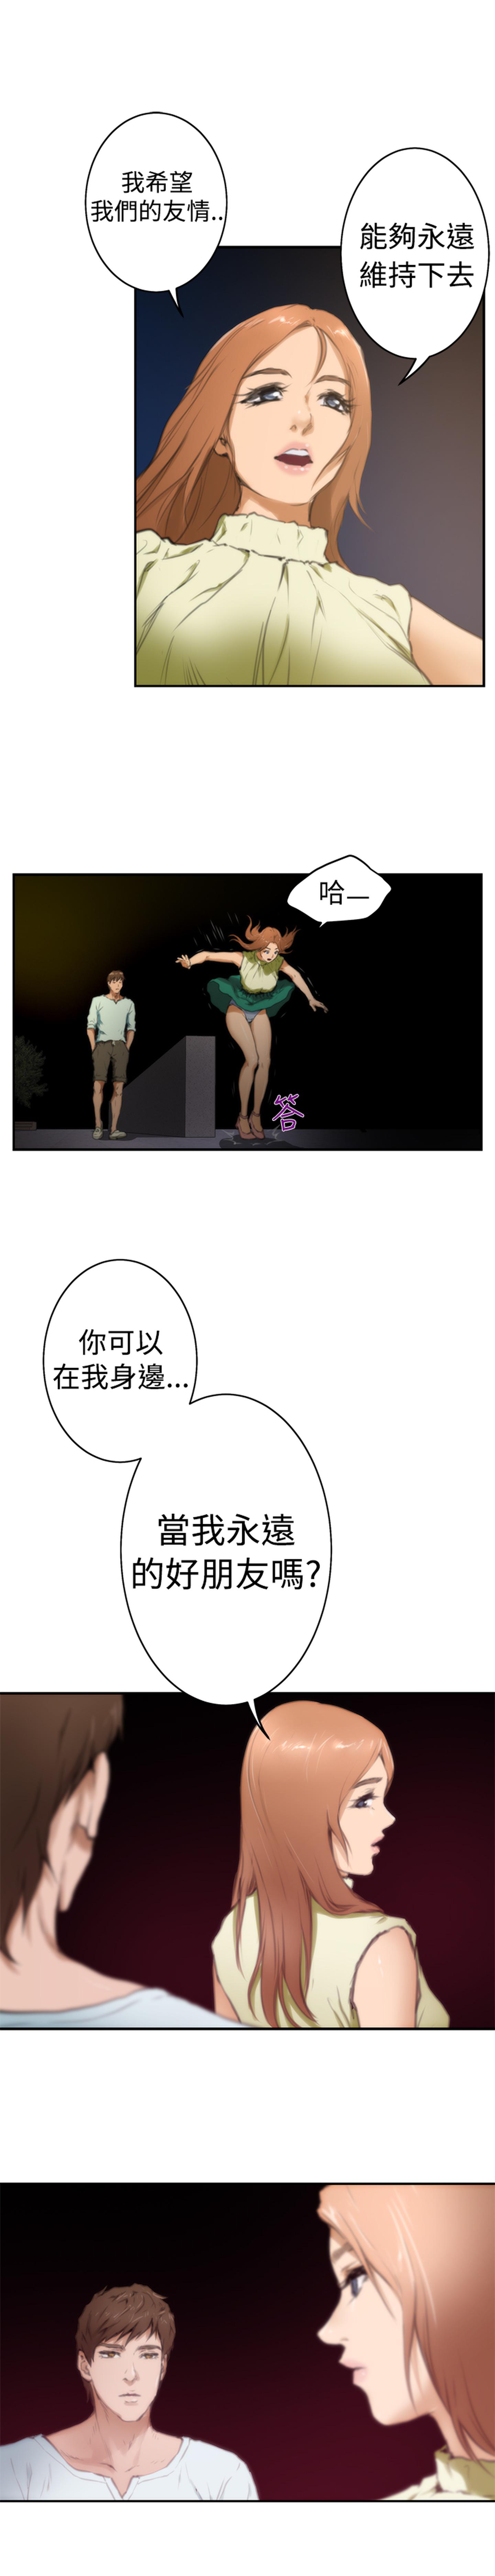 我希望
我們的友情..
能夠永遠
維持下去
哈—
答
你可以
在我身邊...
當我永遠
的好朋友嗎?